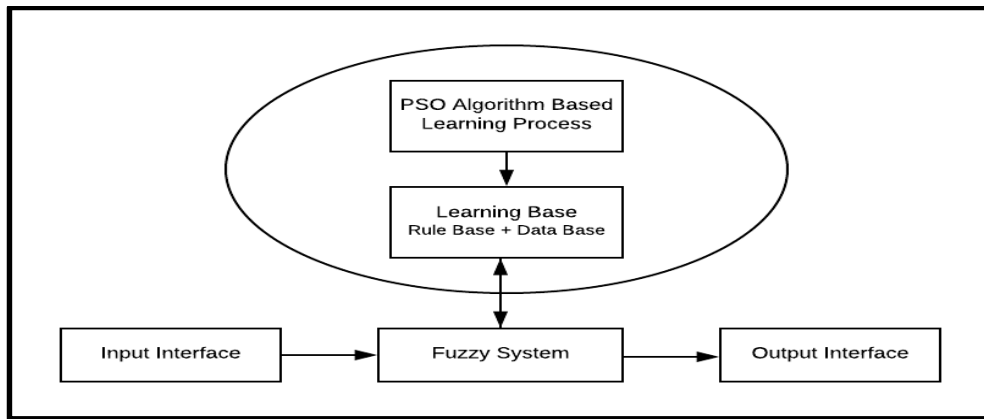 PSO Algorithm Based
Learning Process
Learning Base
Rule Base + Data Base
Input Interface
Fuzzy System
Output Interface